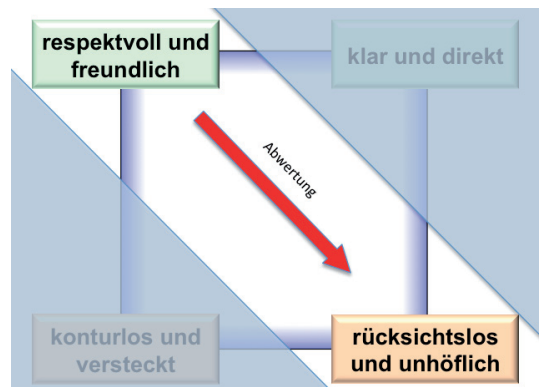 respektvoll und
freundlich
klar und direkt
Abwertung
konturlos und
versteckt
rücksichtslos
und unhöflich